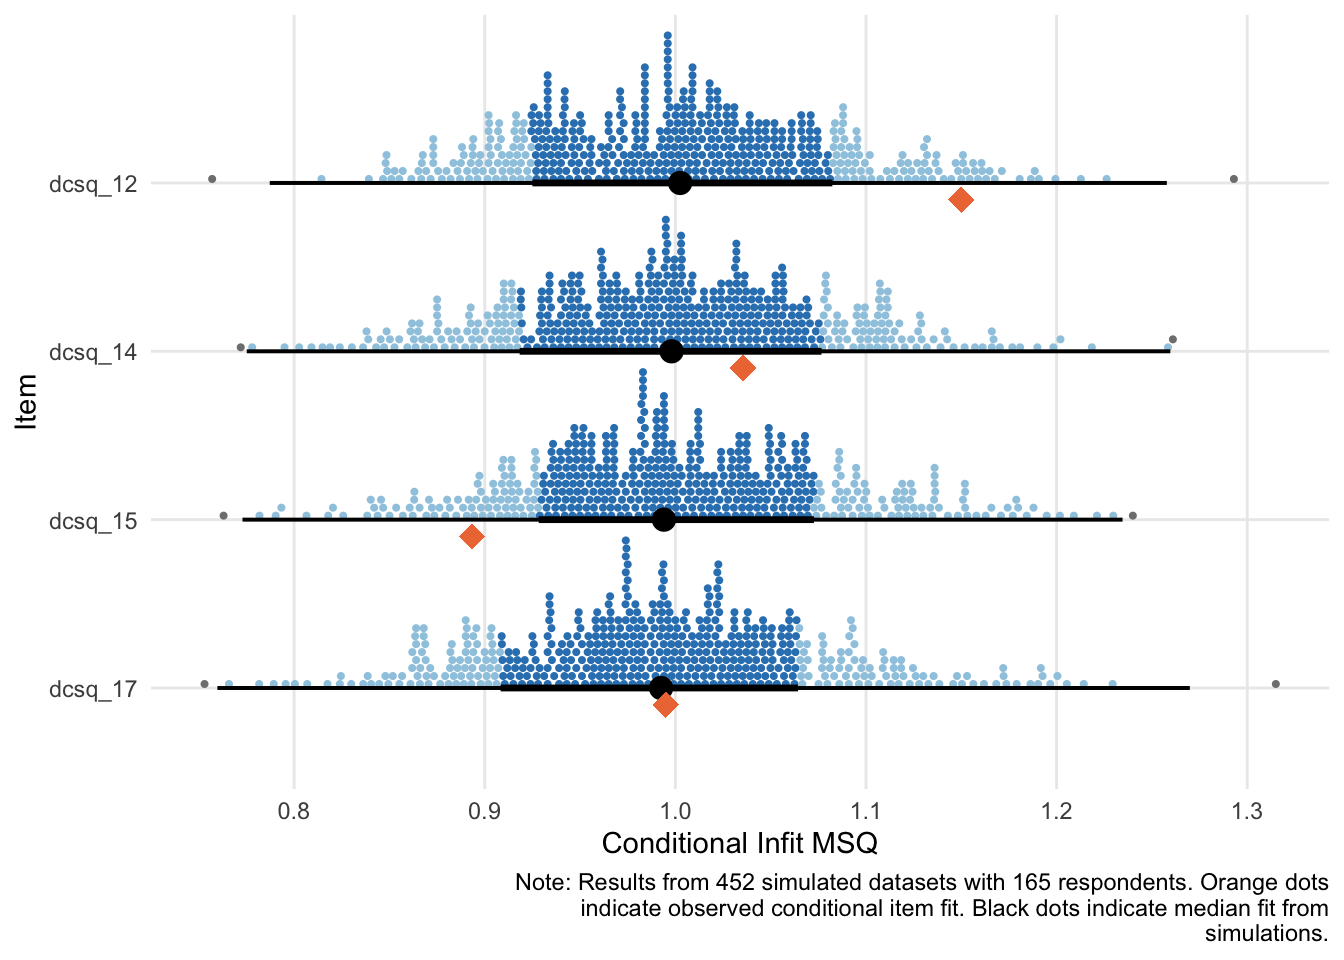 dcsq_12
dcsq_14
dcsq_15
dcsq_17
Item
0.8 0.9 1.0 1.1 1.2 1.3
Conditional Infit MSQ
Note: Results from 452 simulated datasets with 165 respondents. Orange dots
indicate observed conditional item fit. Black dots indicate median fit from
simulations.